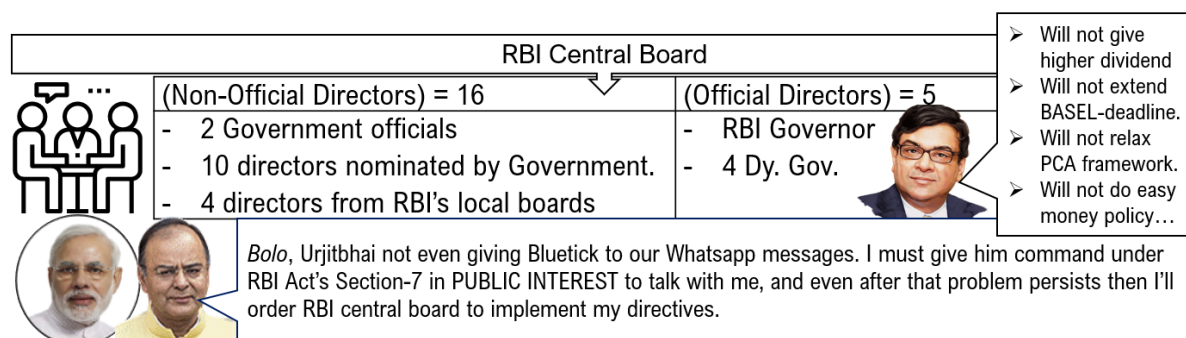 RBI Central Board
(Non-Official Directors) = 16
- 2 Government officials
- 10 directors nominated by Government.
- 4 directors from RBI's local boards
(Official Directors) = 5
- RBI Governor
- 4 Dy. Gov.
➢ Will not give
higher dividend
➢ Will not extend
BASEL-deadline.
➢ Will not relax
PCA framework.
➢ Will not do easy
money policy…
Bolo, Urjitbhai not even giving Bluetick to our Whatsapp messages. I must give him command under
RBI Act's Section-7 in PUBLIC INTEREST to talk with me, and even after that problem persists then I'll
order RBI central board to implement my directives.